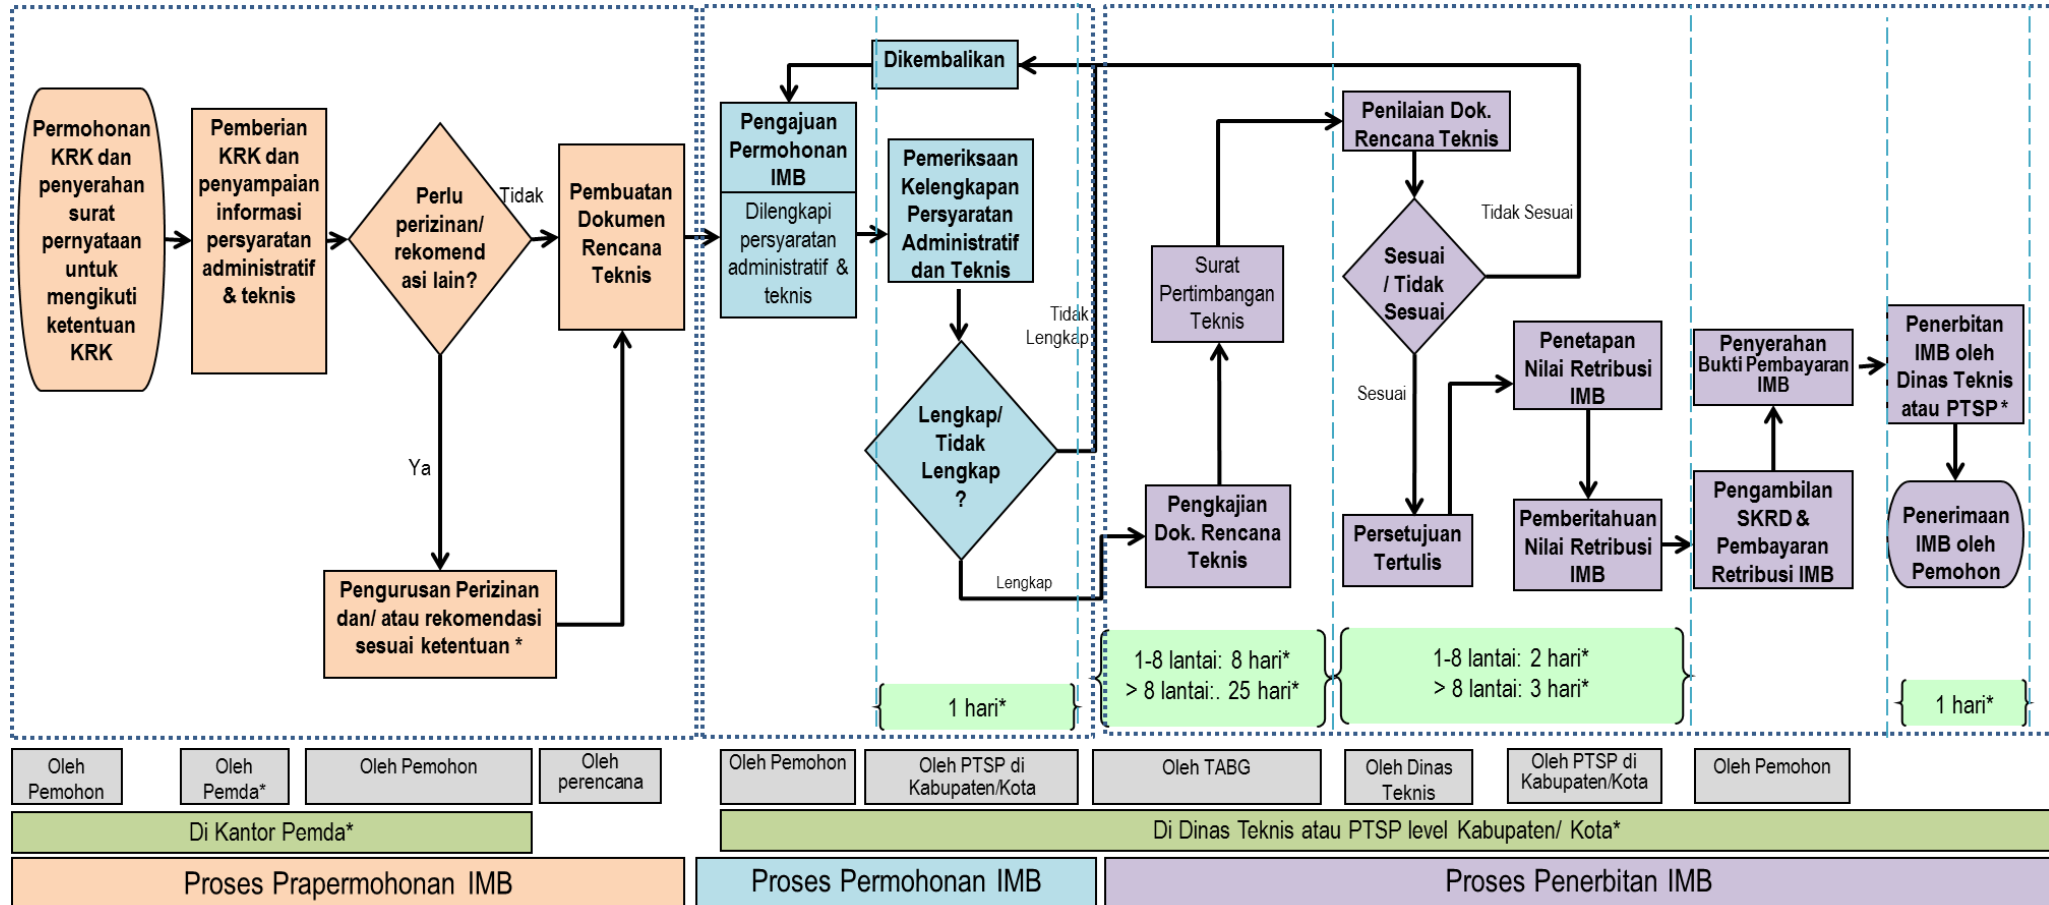 Permohonan
KRK dan
penyerahan
surat
pernyataan
untuk
mengikuti
ketentuan
KRK
Pemberian
KRK dan
penyampaian
informasi
persyaratan
administratif
& teknis
Perlu
perizinan/
rekomend
asi lain?
Tidak
Ya
Pembuatan
Dokumen
Rencana
Teknis
Pengurusan Perizinan
dan/ atau rekomendasi
sesuai ketentuan *
Dikembalikan
Pengajuan
Permohonan
IMB
Dilengkapi
persyaratan
administratif &
teknis
Pemeriksaan
Kelengkapan
Persyaratan
Administratif
dan Teknis
Tidak
Lengkap
Lengkap/
Tidak
Lengkap
?
Lengkap
1 hari*
Pengkajian
Dok. Rencana
Teknis
Surat
Pertimbangan
Teknis
Penilaian Dok.
Rencana Teknis
Sesuai
/ Tidak
Sesuai
Tidak Sesuai
Sesuai
Persetujuan
Tertulis
Penetapan
Nilai Retribusi
IMB
Pemberitahuan
Nilai Retribusi
IMB
Pengambilan
SKRD &
Pembayaran
Retribusi IMB
Penyerahan
Bukti Pembayaran
IMB
Penerbitan
IMB oleh
Dinas Teknis
atau PTSP *
Penerimaan
IMB oleh
Pemohon
1-8 lantai: 8 hari*
> 8 lantai:. 25 hari*
1-8 lantai: 2 hari*
> 8 lantai: 3 hari*
1 hari*
Oleh
Pemohon
Oleh
Pemda*
Oleh Pemohon
Oleh
perencana
Oleh Pemohon
Oleh PTSP di
Kabupaten/Kota
Oleh TABG
Oleh Dinas
Teknis
Oleh PTSP di
Kabupaten/Kota
Oleh Pemohon
Di Kantor Pemda*
Di Dinas Teknis atau PTSP level Kabupaten/ Kota*
Proses Prapermohonan IMB
Proses Permohonan IMB
Proses Penerbitan IMB